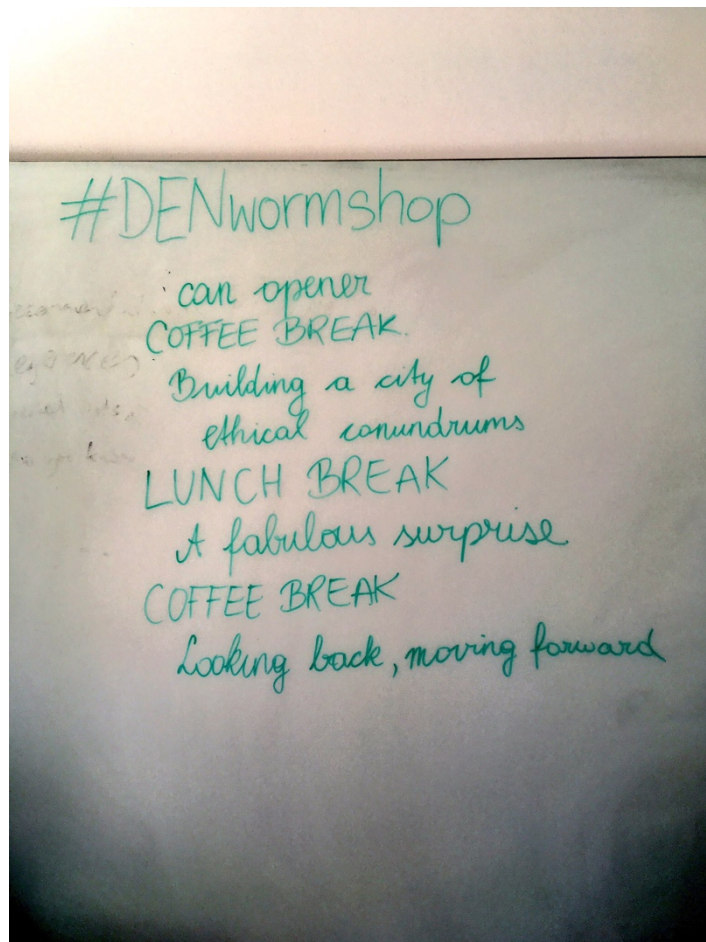 #DENwormshop
can opener
COFFEE BREAK.
Building a city of
ethical conundrums
LUNCH BREAK
A fabulous surprise
COFFEE BREAK
Looking back, moving forward